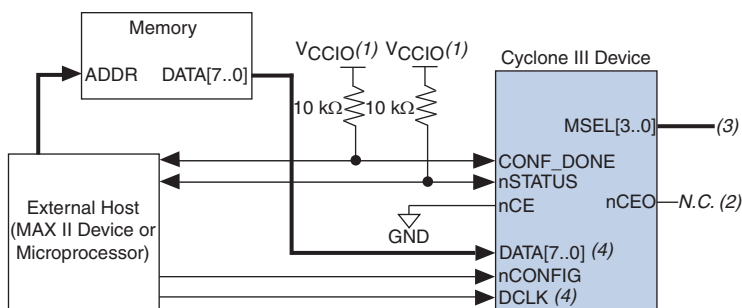 Memory
ADDR DATA[7..0]
VCCIO(1) VCCIO(1)
10 kΩ 10 kΩ
Cyclone III Device
MSEL[3..0] (3)
CONF_DONE
nSTATUS
nCE
nCEO N.C. (2)
GND
External Host
(MAX II Device or
Microprocessor)
DATA[7..0] (4)
nCONFIG
DCLK (4)